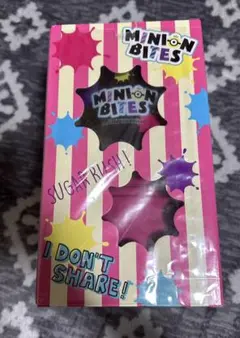 MINION
BITES
MINION
BITES
SUGAR RUSH!
I DON'T
SHARE!